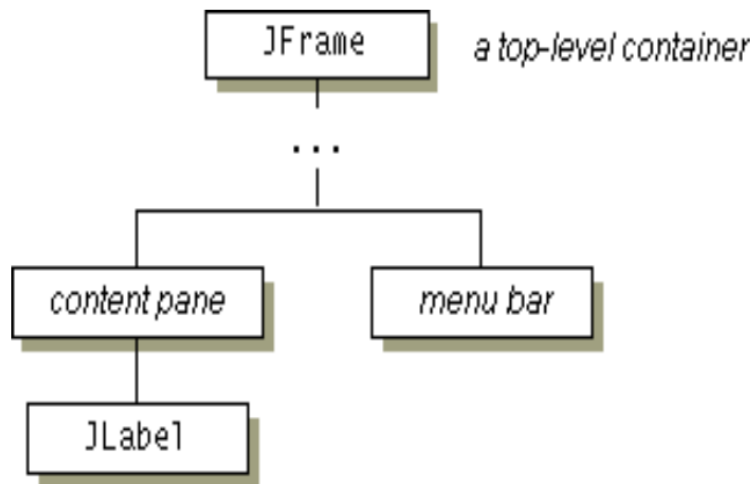 JFrame
a top-level container
...
content pane
menu bar
JLabel